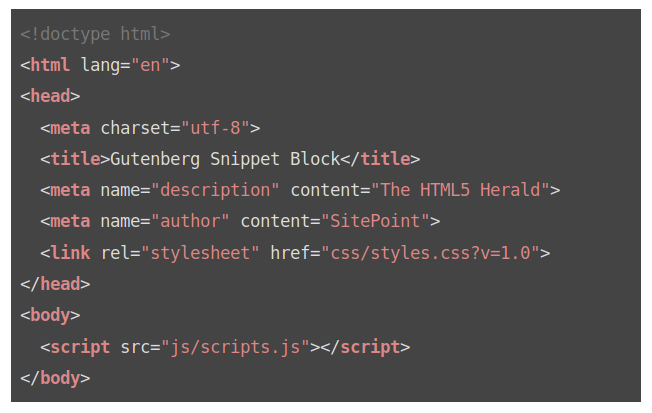 <!doctype html>
<html lang="en">
<head>
  <meta charset="utf-8">
  <title>Gutenberg Snippet Block</title>
  <meta name="description" content="The HTML5 Herald">
  <meta name="author" content="SitePoint">
  <link rel="stylesheet" href="css/styles.css?v=1.0">
</head>
<body>
  <script src="js/scripts.js"></script>
</body>